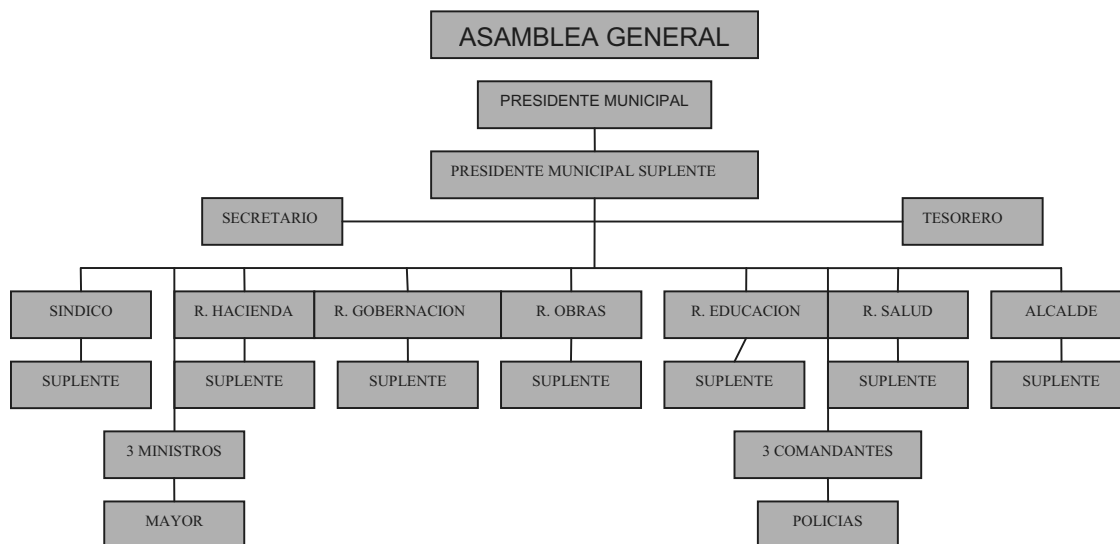 ASAMBLEA GENERAL
PRESIDENTE MUNICIPAL
PRESIDENTE MUNICIPAL SUPLENTE
SECRETARIO
TESORERO
SINDICO
R. HACIENDA
R. GOBERNACION
R. OBRAS
R. EDUCACION
R. SALUD
ALCALDE
SUPLENTE
SUPLENTE
SUPLENTE
SUPLENTE
SUPLENTE
SUPLENTE
SUPLENTE
3 MINISTROS
3 COMANDANTES
MAYOR
POLICIAS